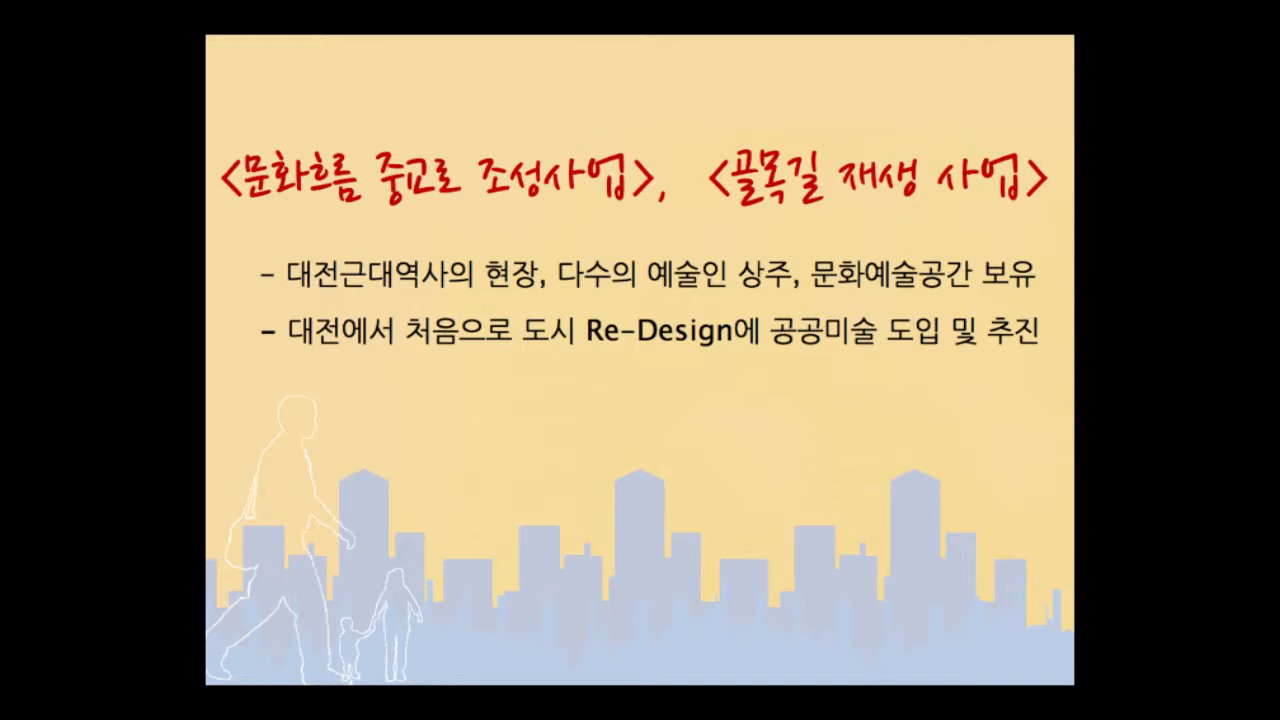 <문화흐름 중교로 조성사업>, <골목길 재생 사업>
- 대전근대역사의 현장, 다수의 예술인 상주, 문화예술공간 보유
- 대전에서 처음으로 도시 Re-Design에 공공미술 도입 및 추진